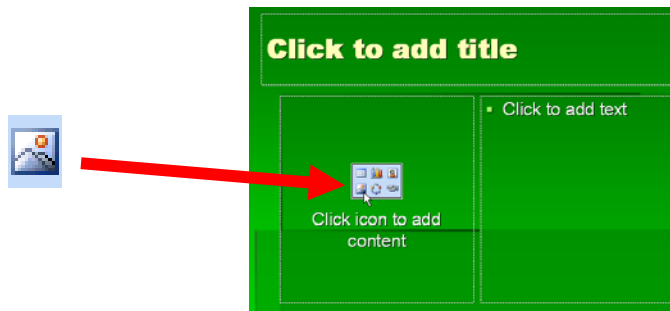 Click to add title
Click to add text
Click icon to add
content